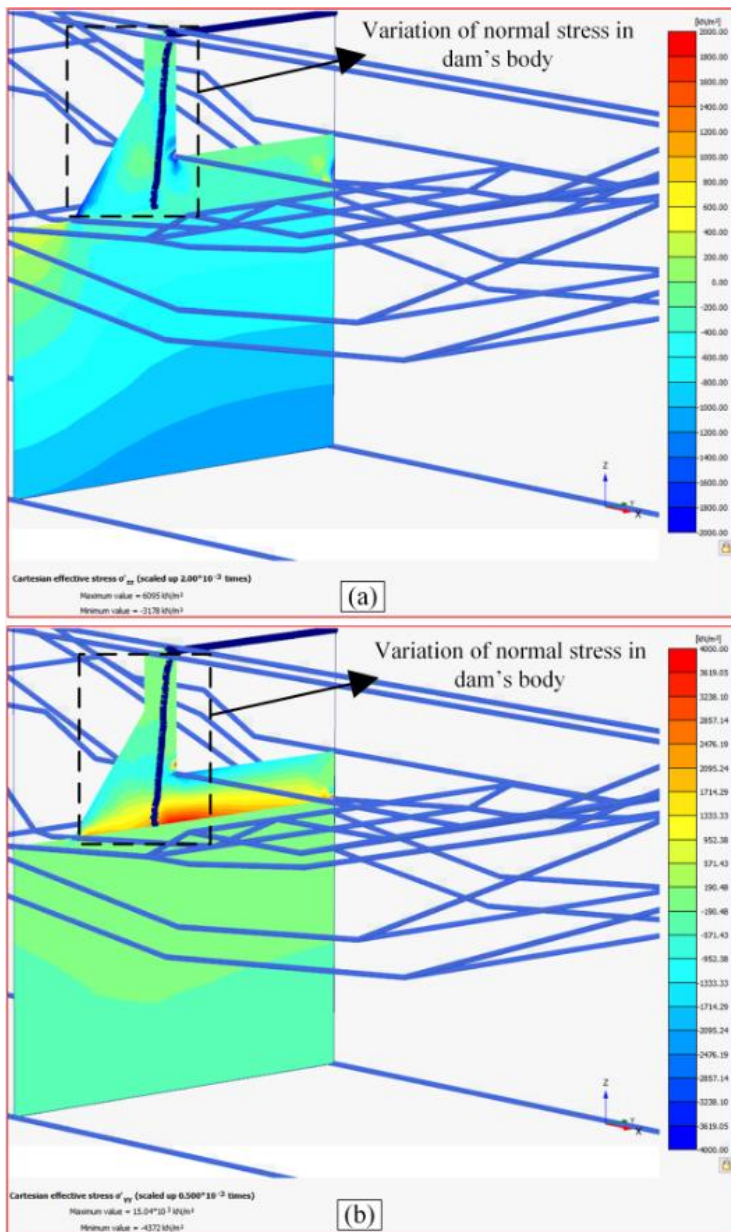 [kN/m²]
Variation of normal stress in
dam's body
2000.00
1800.00
1600.00
1400.00
1200.00
1000.00
800.00
600.00
400.00
200.00
0.00
-200.00
-400.00
-600.00
-800.00
1000.00
1200.00
1400.00
1600.00
1800.00
2000.00
Z
Y
X
Cartesian effective stress σ'zz (scaled up 2.00*10⁻³ times)
Maximum value = 6095 kN/m²
Minimum value = -3178 kN/m²
(a)
[kN/m²]
Variation of normal stress in
dam's body
4000.00
3619.05
3238.10
2857.14
2476.19
2095.24
1714.29
1333.33
952.38
571.43
190.48
-190.48
-571.43
-952.38
1333.33
1714.29
2095.24
2476.19
2857.14
3238.10
3619.05
4000.00
Z
Y
X
Cartesian effective stress σ'yy (scaled up 0.500*10⁻³ times)
Maximum value = 15.04*10³ kN/m²
Minimum value = -4372 kN/m²
(b)